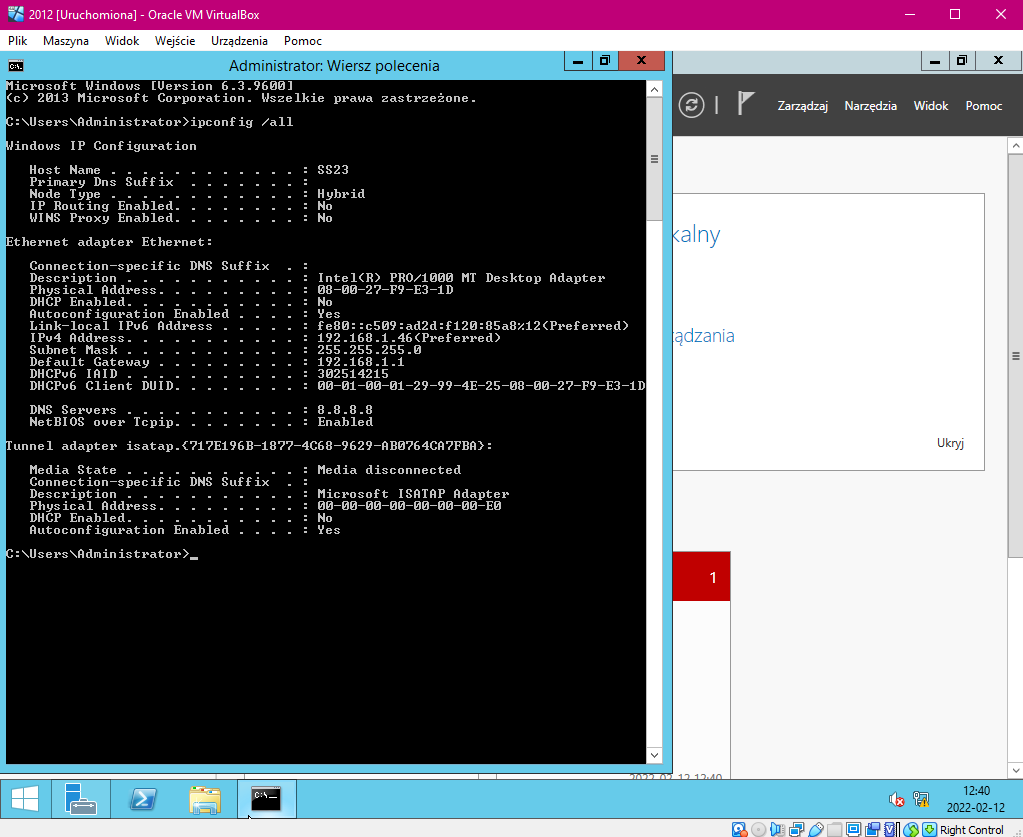 2012 [Uruchomiona] - Oracle VM VirtualBox
Plik Maszyna Widok Wejście Urządzenia Pomoc
Administrator: Wiersz polecenia
Microsoft Windows [Version 6.3.9600]
(c) 2013 Microsoft Corporation. Wszelkie prawa zastrzeżone.
C:\Users\Administrator>ipconfig /all
Windows IP Configuration
Host Name . . . . . . . . . . . . : SS23
Primary Dns Suffix  . . . . . . . :
Node Type . . . . . . . . . . . . : Hybrid
IP Routing Enabled. . . . . . . . : No
WINS Proxy Enabled. . . . . . . . : No
Ethernet adapter Ethernet:
Connection-specific DNS Suffix  . :
Description . . . . . . . . . . . : Intel(R) PRO/1000 MT Desktop Adapter
Physical Address. . . . . . . . . : 08-00-27-F9-E3-1D
DHCP Enabled. . . . . . . . . . . : No
Autoconfiguration Enabled . . . . : Yes
Link-local IPv6 Address . . . . . : fe80::c509:ad2d:f120:85a8%12(Preferred)
IPv4 Address. . . . . . . . . . . : 192.168.1.46(Preferred)
Subnet Mask . . . . . . . . . . . : 255.255.255.0
Default Gateway . . . . . . . . . : 192.168.1.1
DHCPv6 IAID . . . . . . . . . . . : 302514215
DHCPv6 Client DUID. . . . . . . . : 00-01-00-01-29-99-4E-25-08-00-27-F9-E3-1D
DNS Servers . . . . . . . . . . . : 8.8.8.8
NetBIOS over Tcpip. . . . . . . . : Enabled
Tunnel adapter isatap.{717E196B-1877-4C68-9629-AB0764CA7FBA}:
Media State . . . . . . . . . . . : Media disconnected
Connection-specific DNS Suffix  . :
Description . . . . . . . . . . . : Microsoft ISATAP Adapter
Physical Address. . . . . . . . . : 00-00-00-00-00-00-00-E0
DHCP Enabled. . . . . . . . . . . : No
Autoconfiguration Enabled . . . . : Yes
C:\Users\Administrator>_
Zarządzaj Narzędzia Widok Pomoc
kalny
ądzania
Ukryj
1
2022-02-12 12:40
12:40
2022-02-12
Right Control